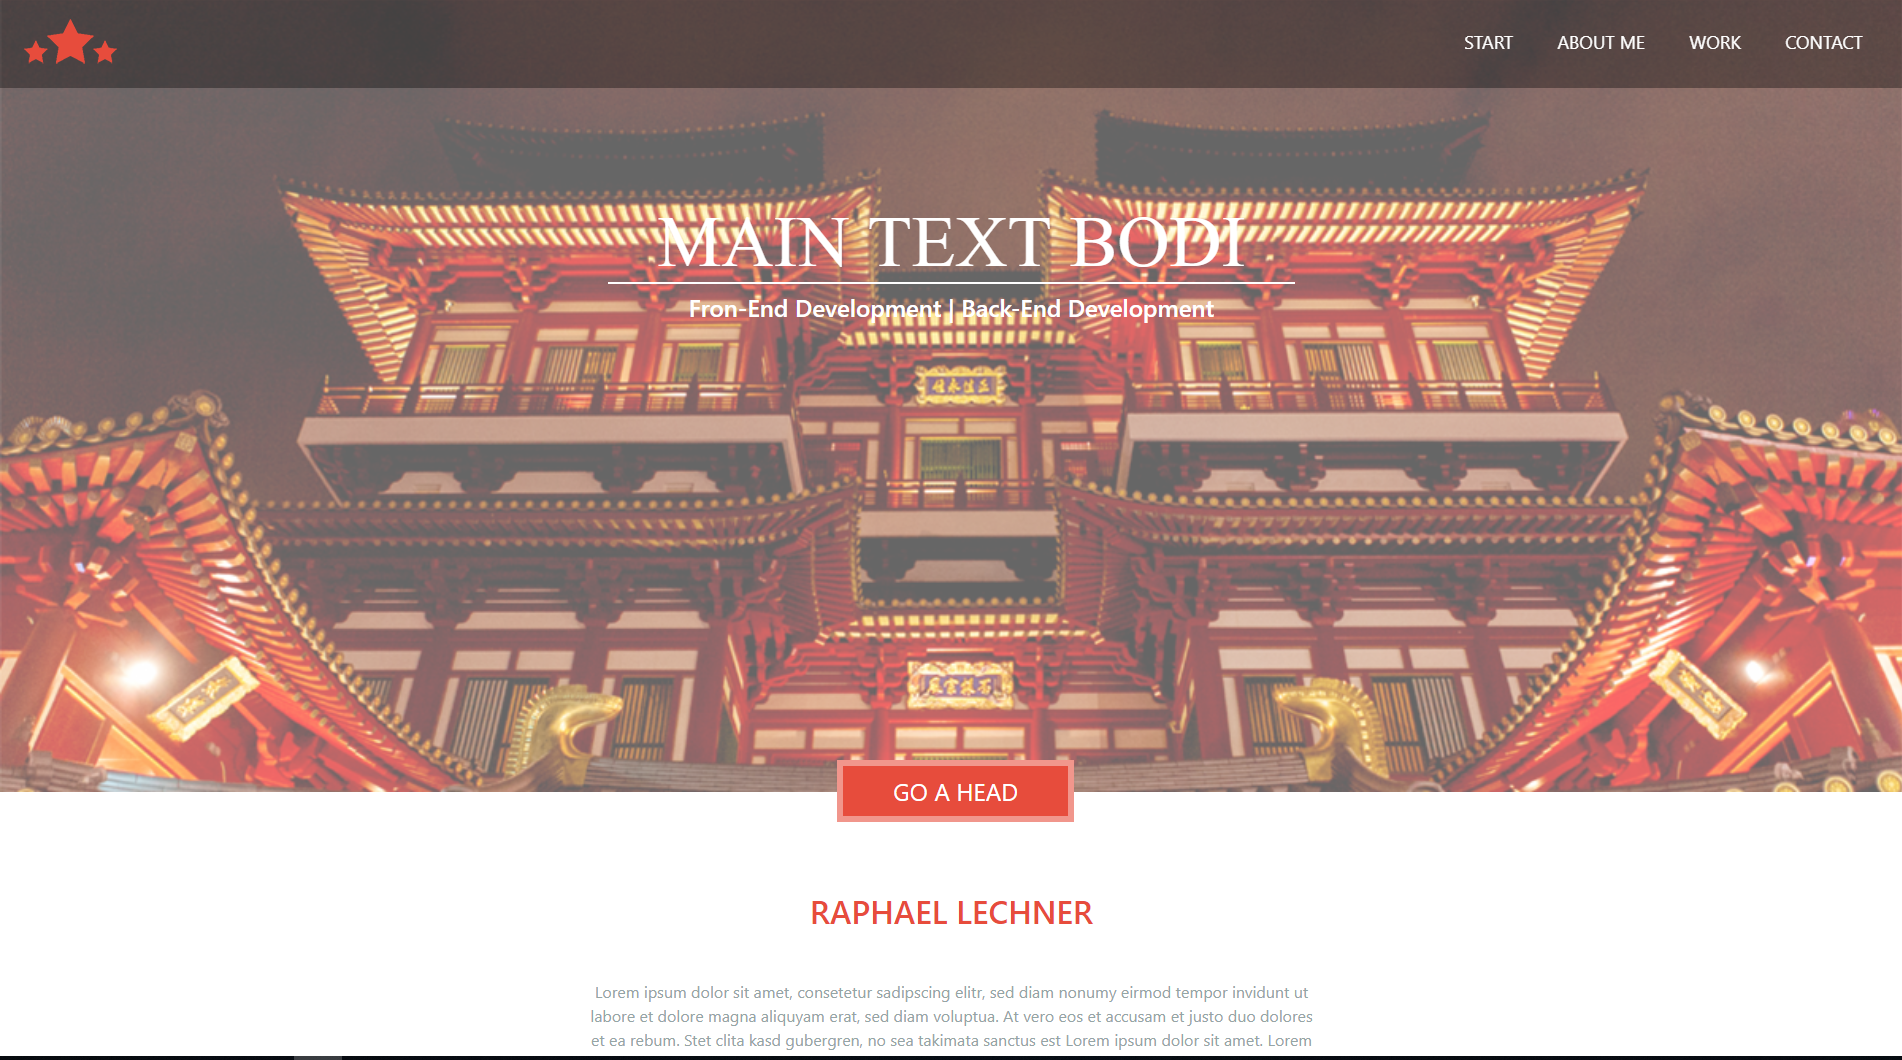 START ABOUT ME WORK CONTACT
MAIN TEXT BODI
Fron-End Development | Back-End Development
GO A HEAD
RAPHAEL LECHNER
Lorem ipsum dolor sit amet, consetetur sadipscing elitr, sed diam nonumy eirmod tempor invidunt ut
labore et dolore magna aliquyam erat, sed diam voluptua. At vero eos et accusam et justo duo dolores
et ea rebum. Stet clita kasd gubergren, no sea takimata sanctus est Lorem ipsum dolor sit amet. Lorem